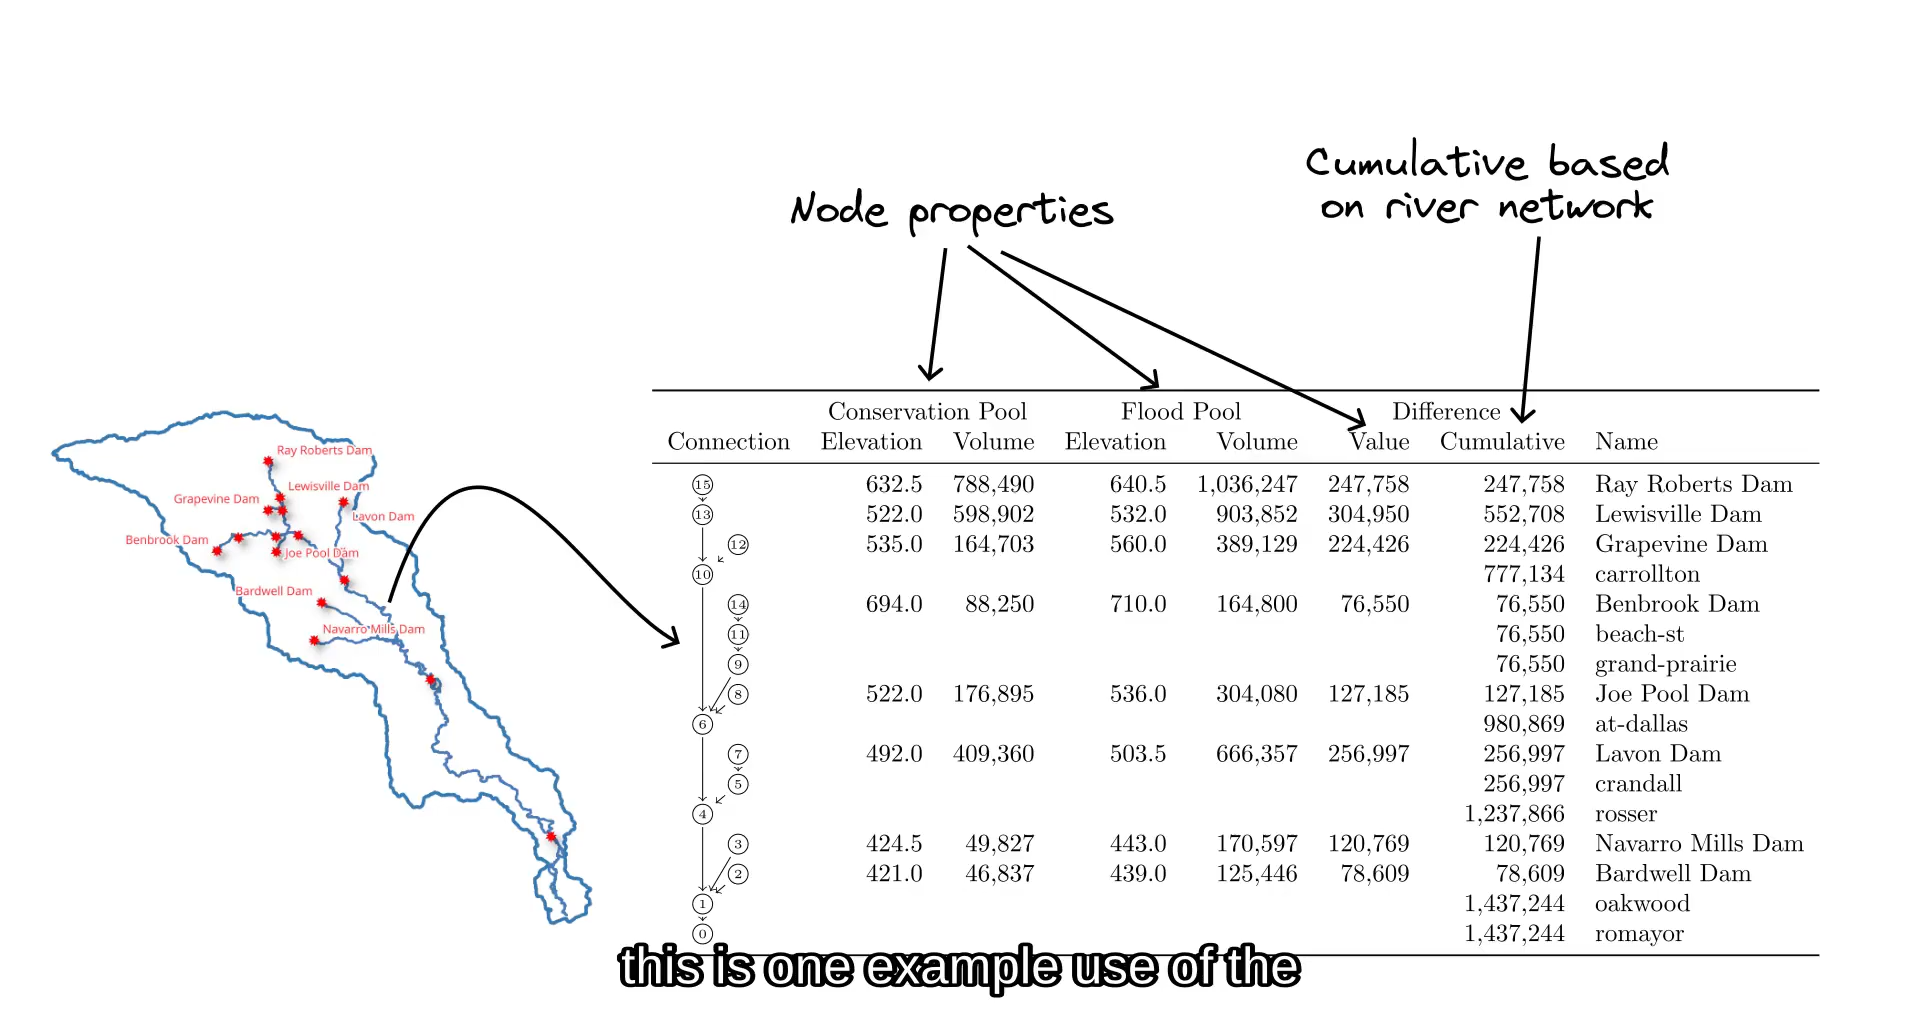 Cumulative based
on river network
Node properties
Ray Roberts Dam
Lewisville Dam
Grapevine Dam
Lavon Dam
Benbrook Dam
Joe Pool Dam
Bardwell Dam
Navarro Mills Dam
Conservation Pool Flood Pool Difference
Connection Elevation Volume Elevation Volume Value Cumulative Name
15 632.5 788,490 640.5 1,036,247 247,758 247,758 Ray Roberts Dam
13 522.0 598,902 532.0 903,852 304,950 552,708 Lewisville Dam
12 535.0 164,703 560.0 389,129 224,426 224,426 Grapevine Dam
10 777,134 carrollton
14 694.0 88,250 710.0 164,800 76,550 76,550 Benbrook Dam
11 76,550 beach-st
9 76,550 grand-prairie
8 522.0 176,895 536.0 304,080 127,185 127,185 Joe Pool Dam
6 980,869 at-dallas
7 492.0 409,360 503.5 666,357 256,997 256,997 Lavon Dam
5 256,997 crandall
4 1,237,866 rosser
3 424.5 49,827 443.0 170,597 120,769 120,769 Navarro Mills Dam
2 421.0 46,837 439.0 125,446 78,609 78,609 Bardwell Dam
1 1,437,244 oakwood
0 1,437,244 romayor
this is one example use of the